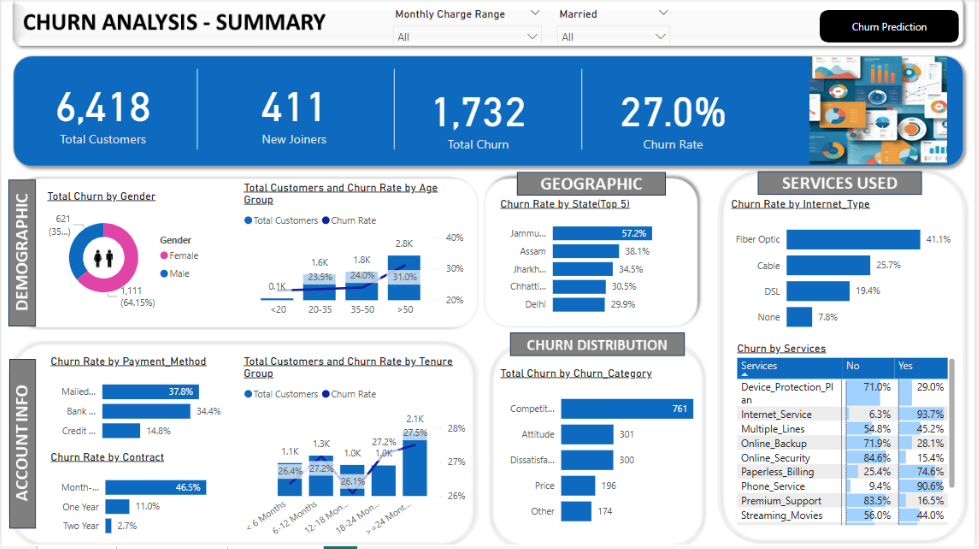 CHURN ANALYSIS - SUMMARY
Monthly Charge Range
All
Married
All
Churn Prediction
6,418
Total Customers
411
New Joiners
1,732
Total Churn
27.0%
Churn Rate
DEMOGRAPHIC
Total Churn by Gender
621
(35...)
1,111
(64.15%)
Gender
Female
Male
Total Customers and Churn Rate by Age
Group
Total Customers Churn Rate
0.1K 1.6K 1.8K 2.8K
23.5% 24.0% 31.0%
40%
30%
20%
<20 20-35 35-50 >50
GEOGRAPHIC
Churn Rate by State(Top 5)
Jammu... 57.2%
Assam 38.1%
Jharkh... 34.5%
Chhatti... 30.5%
Delhi 29.9%
SERVICES USED
Churn Rate by Internet_Type
Fiber Optic 41.1%
Cable 25.7%
DSL 19.4%
None 7.8%
Churn by Services
Services No Yes
Device_Protection_Pl
an 71.0% 29.0%
Internet_Service 6.3% 93.7%
Multiple_Lines 54.8% 45.2%
Online_Backup 71.9% 28.1%
Online_Security 84.6% 15.4%
Paperless_Billing 25.4% 74.6%
Phone_Service 9.4% 90.6%
Premium_Support 83.5% 16.5%
Streaming_Movies 56.0% 44.0%
ACCOUNT INFO
Churn Rate by Payment_Method
Mailed... 37.8%
Bank ... 34.4%
Credit ... 14.8%
Churn Rate by Contract
Month-... 46.5%
One Year 11.0%
Two Year 2.7%
Total Customers and Churn Rate by Tenure
Group
Total Customers Churn Rate
1.1K 1.3K 1.0K 1.0K 2.1K
26.4% 27.2% 26.1% 27.2% 27.5%
28%
27%
26%
< 6 Months 6-12 Months 12-18 Mon... 18-24 Mon... >=24 Mont...
CHURN DISTRIBUTION
Total Churn by Churn_Category
Competit... 761
Attitude 301
Dissatisfa... 300
Price 196
Other 174